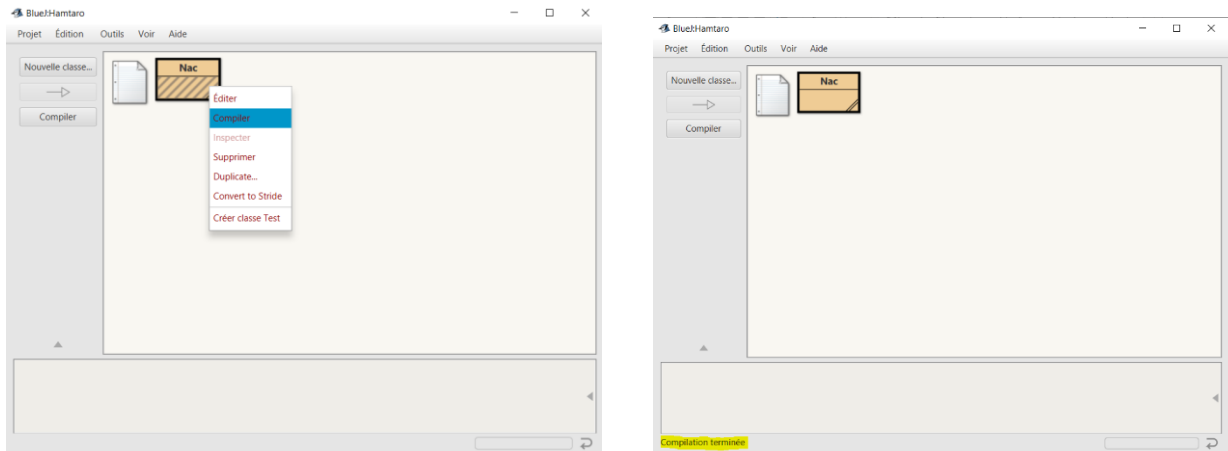 BlueJ:Hamtaro
Projet Édition Outils Voir Aide
Nouvelle classe...
Compiler
Nac
Éditer
Compiler
Inspecter
Supprimer
Duplicate...
Convert to Stride
Créer classe Test
BlueJ:Hamtaro
Projet Édition Outils Voir Aide
Nouvelle classe...
Compiler
Nac
Compilation terminée